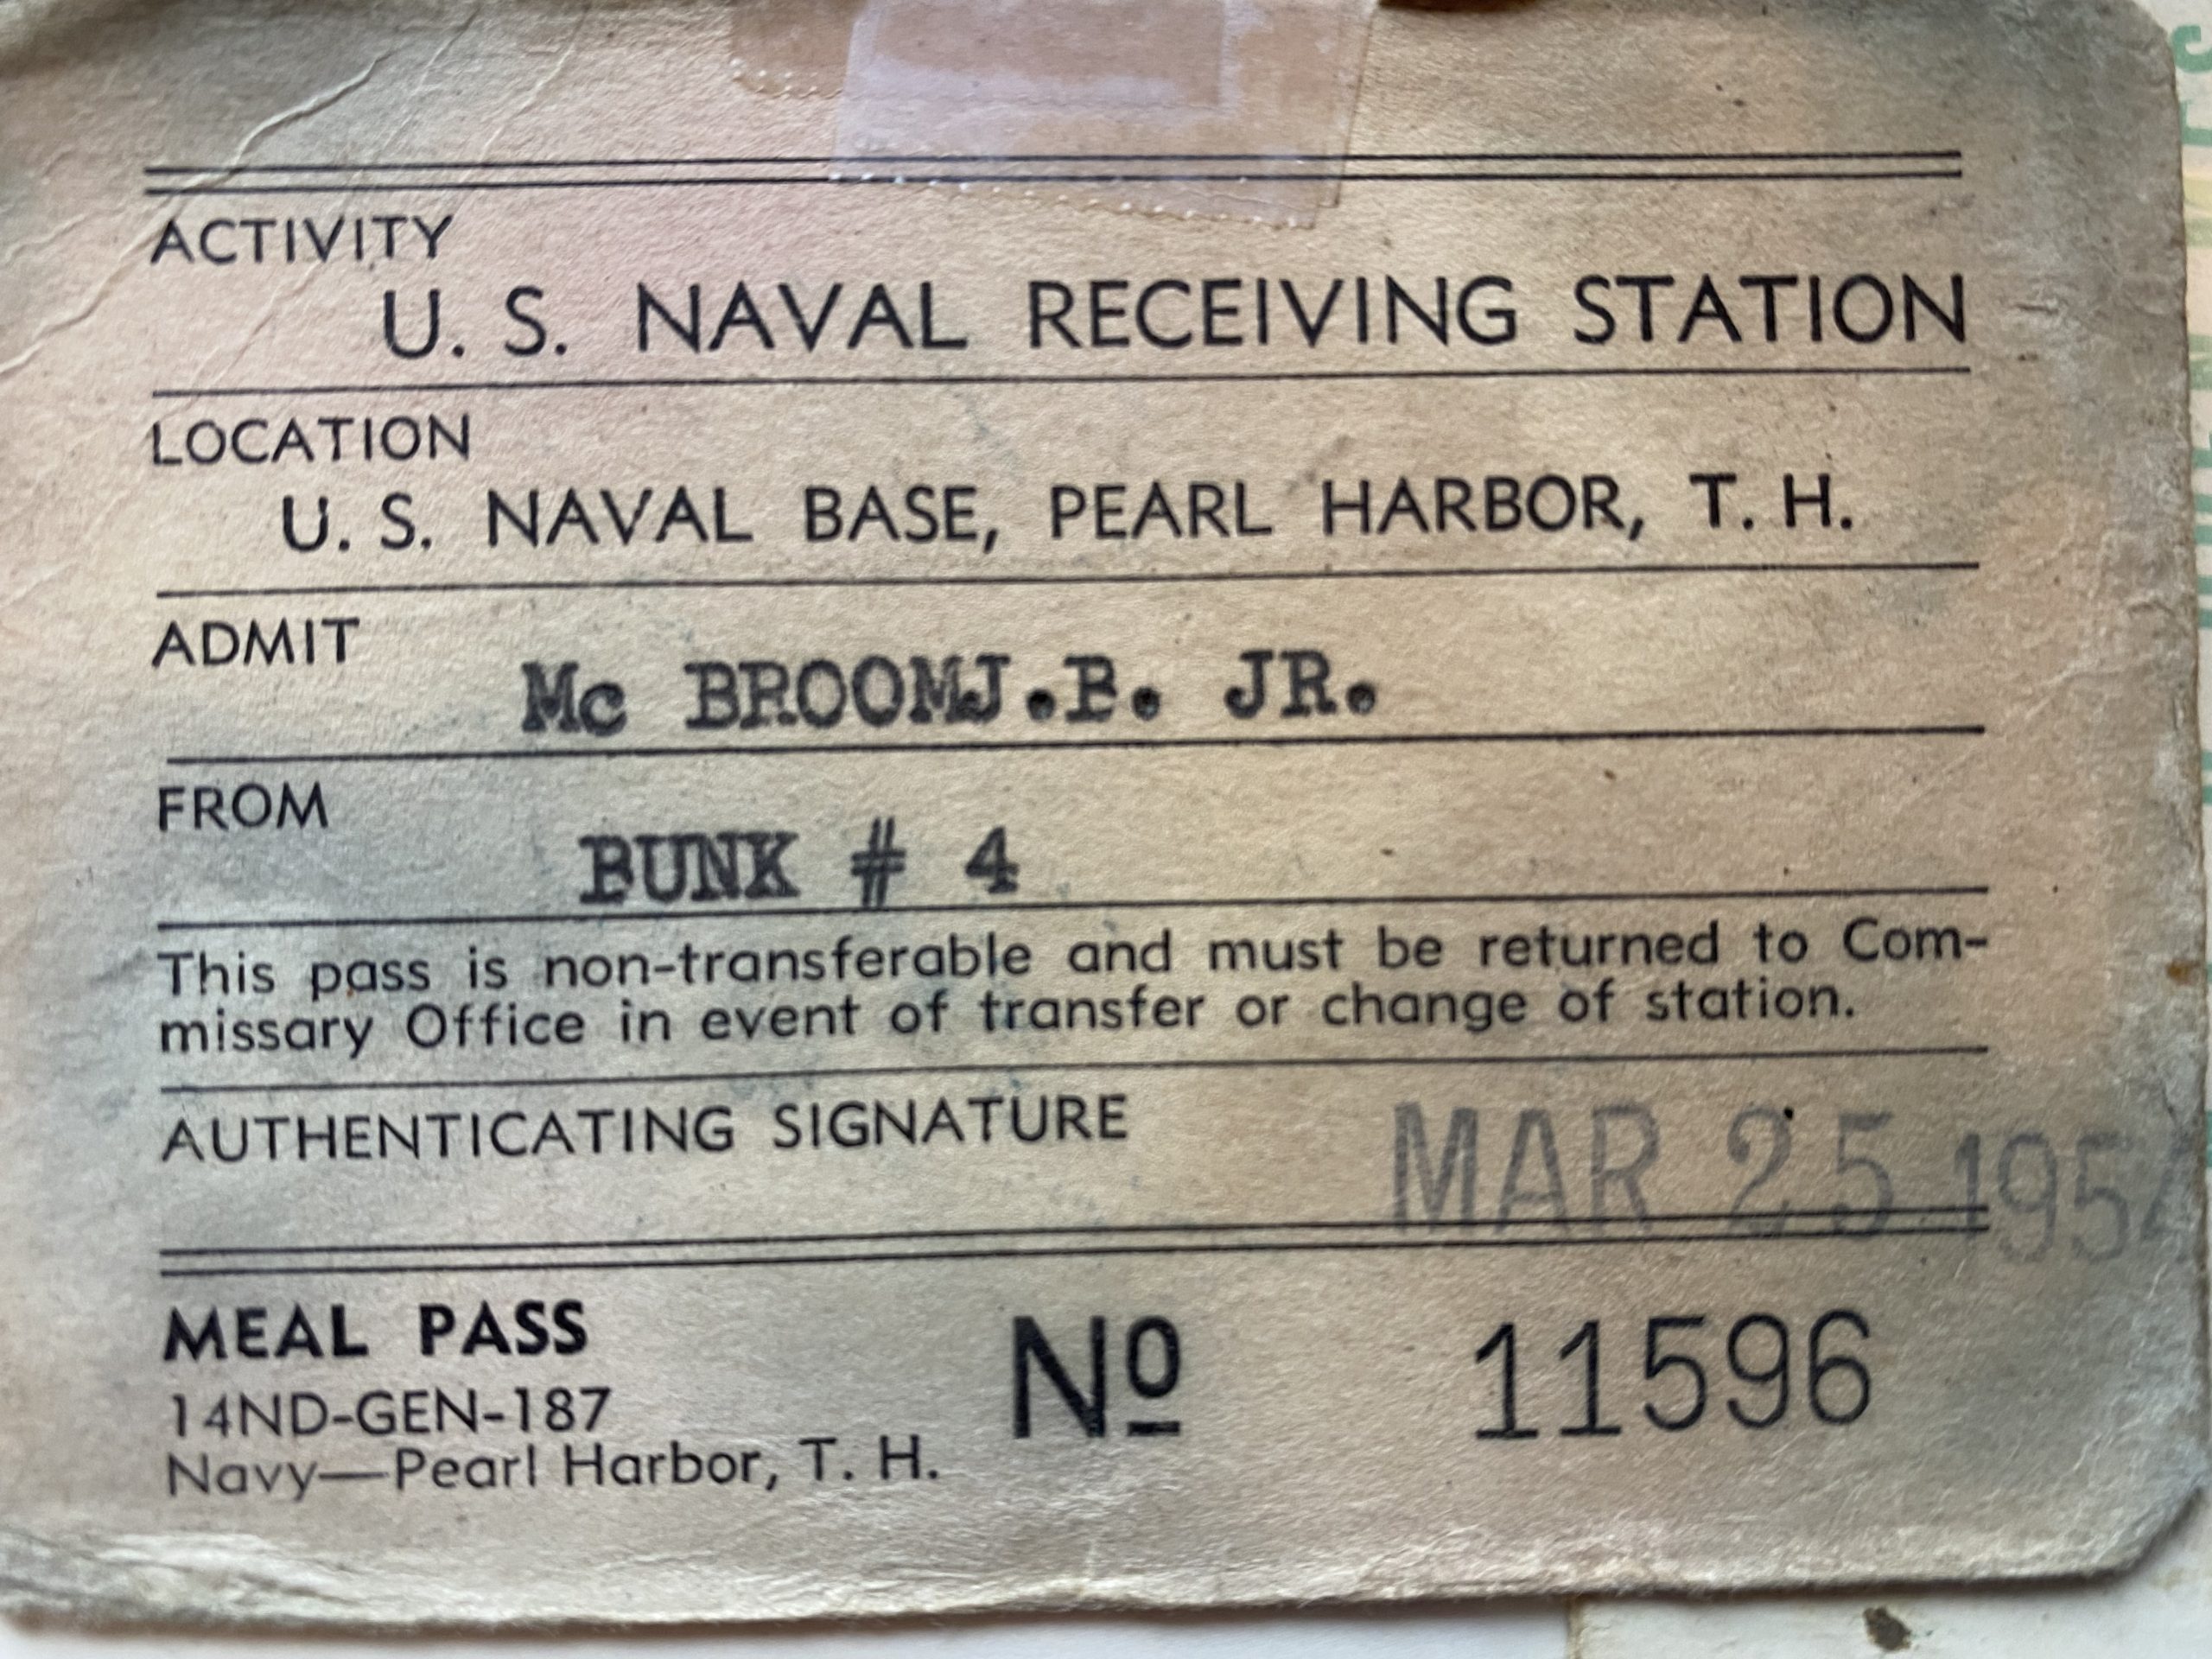 ACTIVITY
U. S. NAVAL RECEIVING STATION
LOCATION
U. S. NAVAL BASE, PEARL HARBOR, T. H.
ADMIT
Mc BROOMJ.B. JR.
FROM
BUNK # 4
This pass is non-transferable and must be returned to Com-
missary Office in event of transfer or change of station.
AUTHENTICATING SIGNATURE
MAR 25 1954
MEAL PASS
14ND-GEN-187
Navy—Pearl Harbor, T. H.
Nº 11596